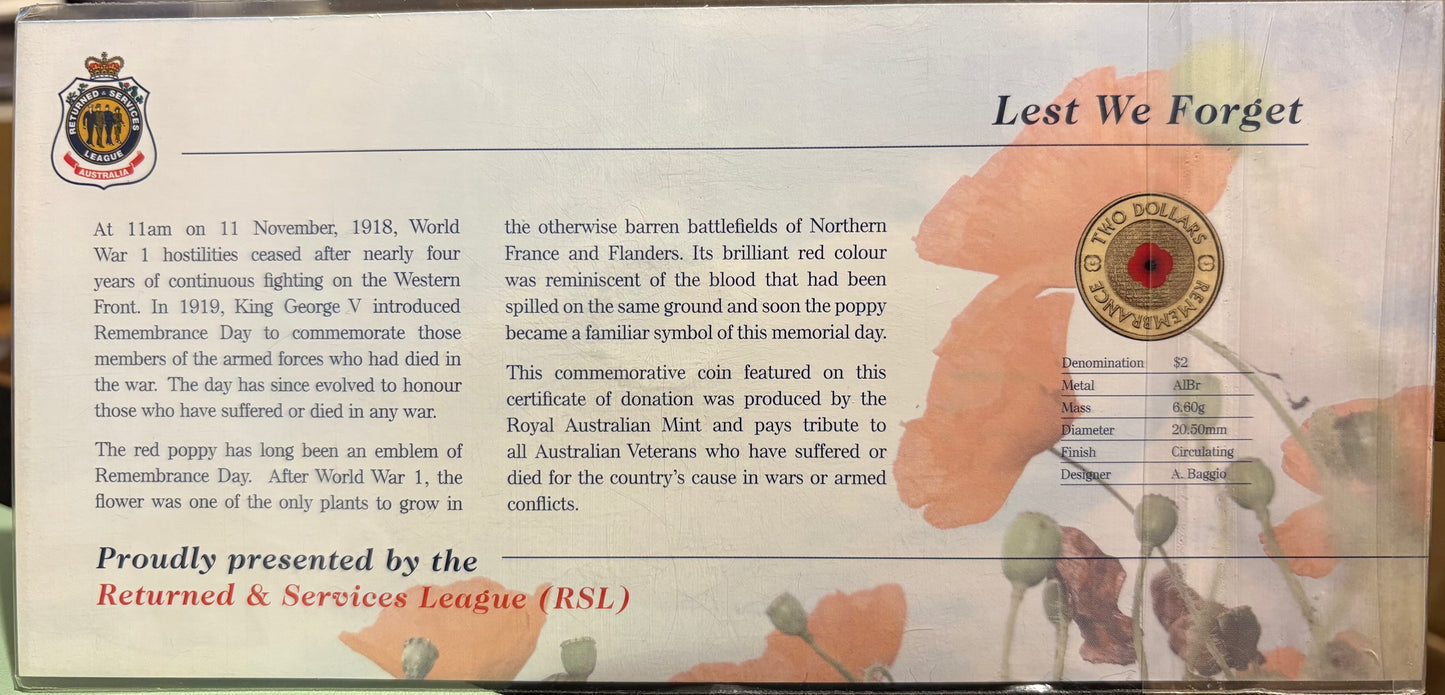 RETURNED & SERVICES
LEAGUE
AUSTRALIA
Lest We Forget
At 11am on 11 November, 1918, World
War 1 hostilities ceased after nearly four
years of continuous fighting on the Western
Front. In 1919, King George V introduced
Remembrance Day to commemorate those
members of the armed forces who had died in
the war. The day has since evolved to honour
those who have suffered or died in any war.
The red poppy has long been an emblem of
Remembrance Day. After World War 1, the
flower was one of the only plants to grow in
the otherwise barren battlefields of Northern
France and Flanders. Its brilliant red colour
was reminiscent of the blood that had been
spilled on the same ground and soon the poppy
became a familiar symbol of this memorial day.
This commemorative coin featured on this
certificate of donation was produced by the
Royal Australian Mint and pays tribute to
all Australian Veterans who have suffered or
died for the country's cause in wars or armed
conflicts.
TWO DOLLARS
REMEMBRANCE
Denomination $2
Metal AlBr
Mass 6.60g
Diameter 20.50mm
Finish Circulating
Designer A. Baggio
Proudly presented by the
Returned & Services League (RSL)